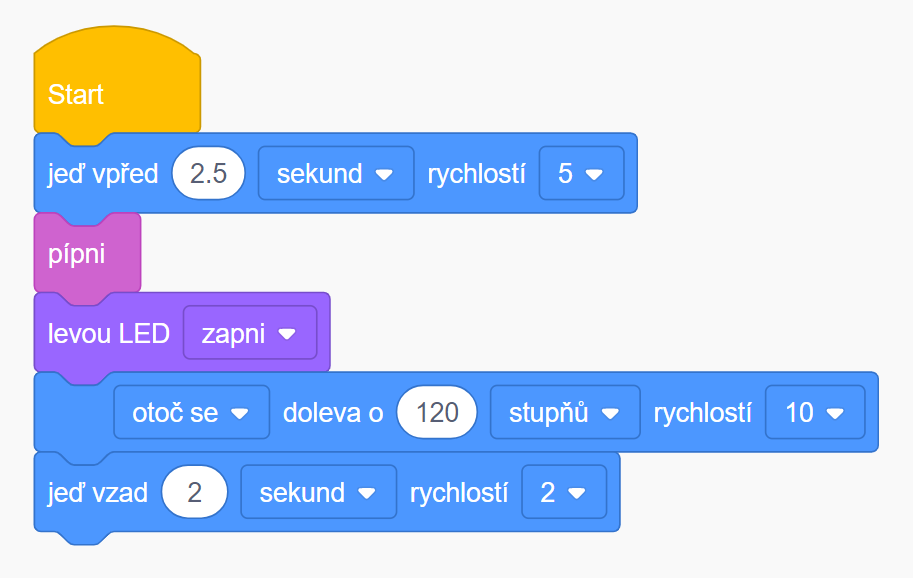 Start
jeď vpřed 2.5 sekund rychlostí 5
pípni
levou LED zapni
otoč se doleva o 120 stupňů rychlostí 10
jeď vzad 2 sekund rychlostí 2